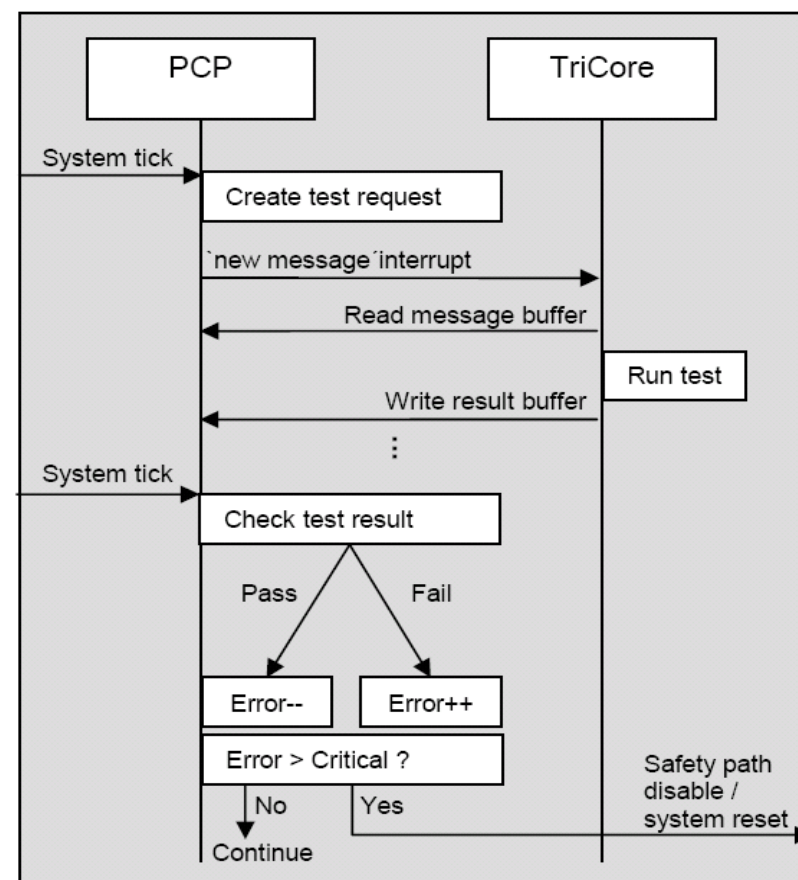 PCP
TriCore
System tick
Create test request
`new message´interrupt
Read message buffer
Run test
Write result buffer
⋮
System tick
Check test result
Pass
Fail
Error--
Error++
Error > Critical ?
Safety path
disable /
system reset
No
Yes
Continue